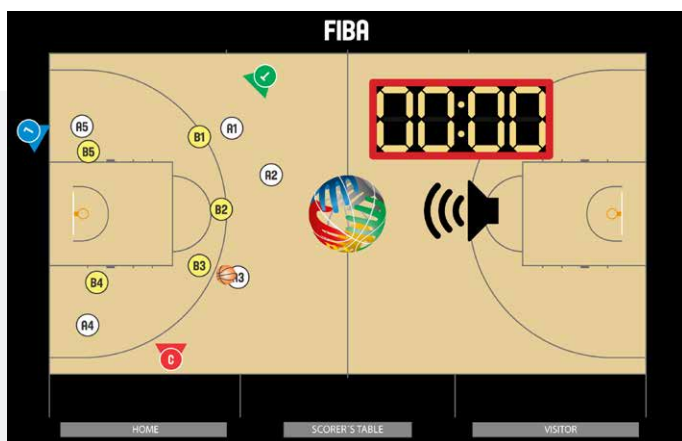 FIBA
00:00
A5
B1
A1
B5
A2
B2
B3
A3
B4
A4
C
HOME
SCORER´S TABLE
VISITOR